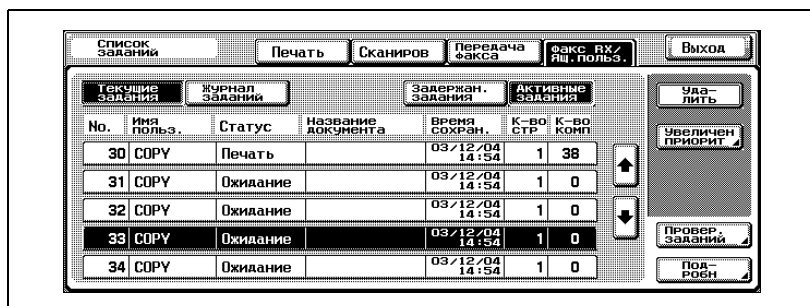 Список заданий
Печать
Сканиров
Передача факса
Факс RX/ Ящ.польз.
Выход
Текущие задания
Журнал заданий
Задержан. задания
Активные задания
Уда-лить
No. Имя польз. Статус Название документа Время сохран. К-во стр К-во комп
Увеличен приорит
30 COPY Печать 03/12/04 14:54 1 38
31 COPY Ожидание 03/12/04 14:54 1 0
32 COPY Ожидание 03/12/04 14:54 1 0
33 COPY Ожидание 03/12/04 14:54 1 0
Провер. заданий
34 COPY Ожидание 03/12/04 14:54 1 0
Под-робн